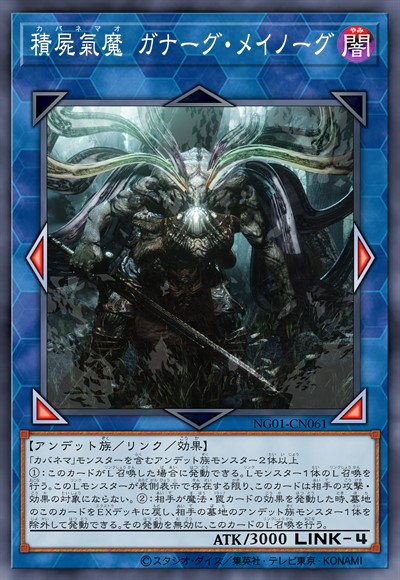 カバネマオ
積屍氣魔 ガナーグ・メイノーグ
やみ
闇
NG01-CN061
【アンデット族/リンク/効果】
「カバネマ」モンスターを含むアンデット族モンスター2体以上
①:このカードがL召喚した場合に発動できる。Lモンスター1体のL召喚を
行う。このLモンスターが表側表示で存在する限り、このカードは相手の攻撃・
効果の対象にならない。②:相手が魔法・罠カードの効果を発動した時、墓地
のこのカードをEXデッキに戻し、相手の墓地のアンデット族モンスター1体を
除外して発動できる。その発動を無効に、このカードのL召喚を行う。
ATK/3000 LINK-4
©スタジオ・ダイス/集英社・テレビ東京・KONAMI